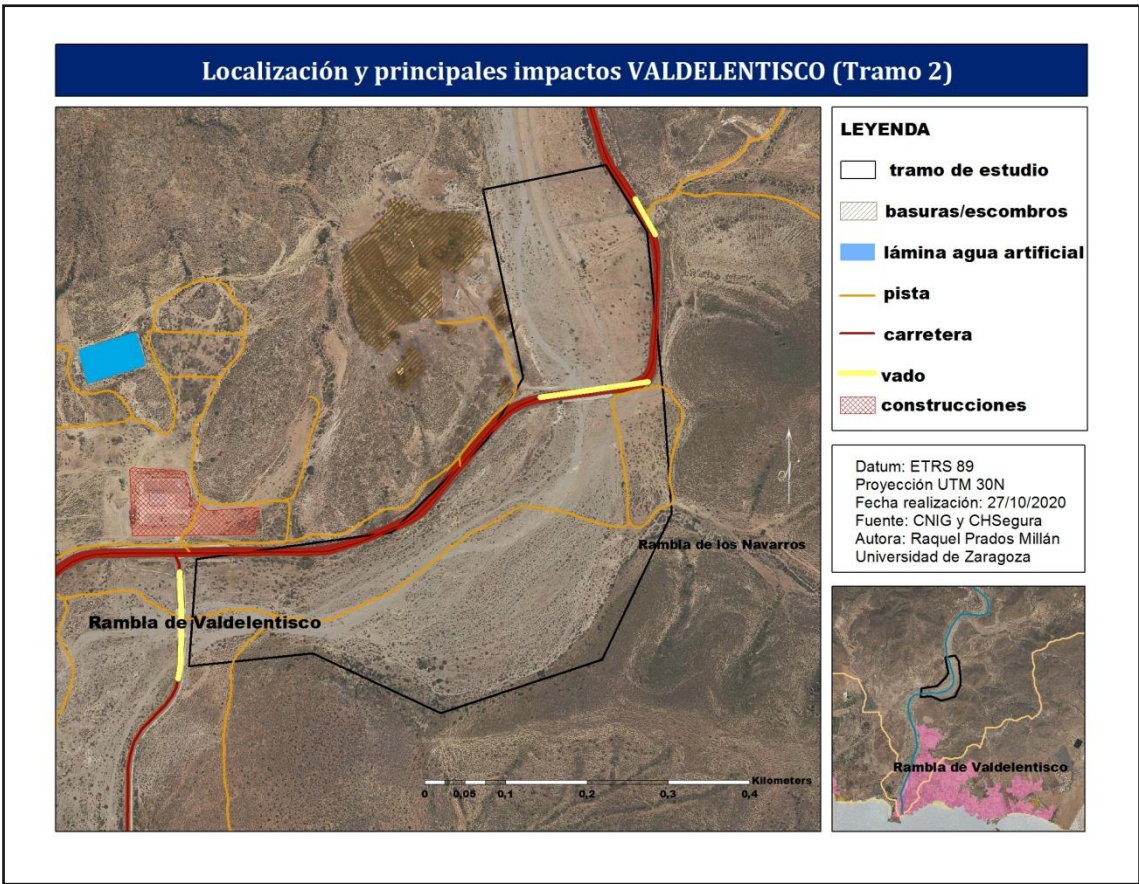 Localización y principales impactos VALDELENTISCO (Tramo 2)
LEYENDA
tramo de estudio
basuras/escombros
lámina agua artificial
pista
carretera
vado
construcciones
Datum: ETRS 89
Proyección UTM 30N
Fecha realización: 27/10/2020
Fuente: CNIG y CHSegura
Autora: Raquel Prados Millán
Universidad de Zaragoza
Rambla de los Navarros
Rambla de Valdelentisco
Kilometers
0 0,05 0,1 0,2 0,3 0,4
Rambla de Valdelentisco